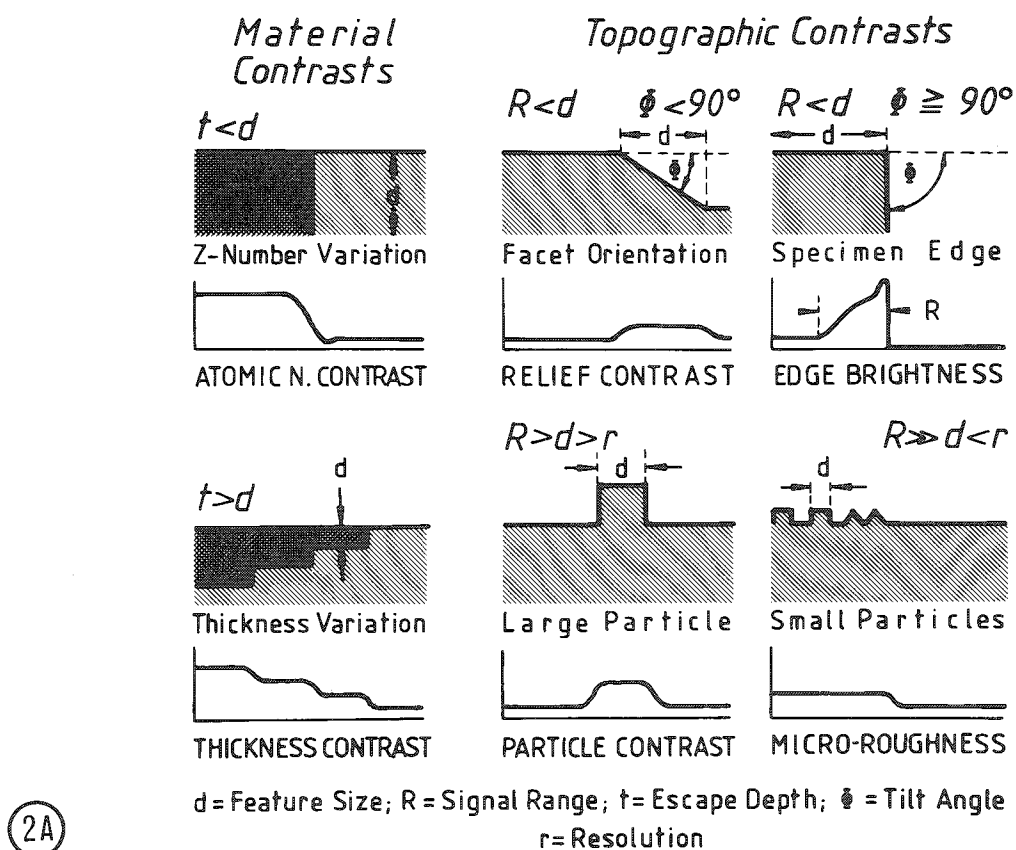 Material
Contrasts
Topographic Contrasts
t<d
R<d Φ<90°
R<d Φ ≧ 90°
d
Φ
d
Φ
Z-Number Variation
Facet Orientation
Specimen Edge
R
ATOMIC N. CONTRAST
RELIEF CONTRAST
EDGE BRIGHTNESS
t>d
d
R>d>r
d
R≫d<r
d
Thickness Variation
Large Particle
Small Particles
THICKNESS CONTRAST
PARTICLE CONTRAST
MICRO-ROUGHNESS
d=Feature Size; R=Signal Range; t=Escape Depth; Φ=Tilt Angle
r=Resolution
2A